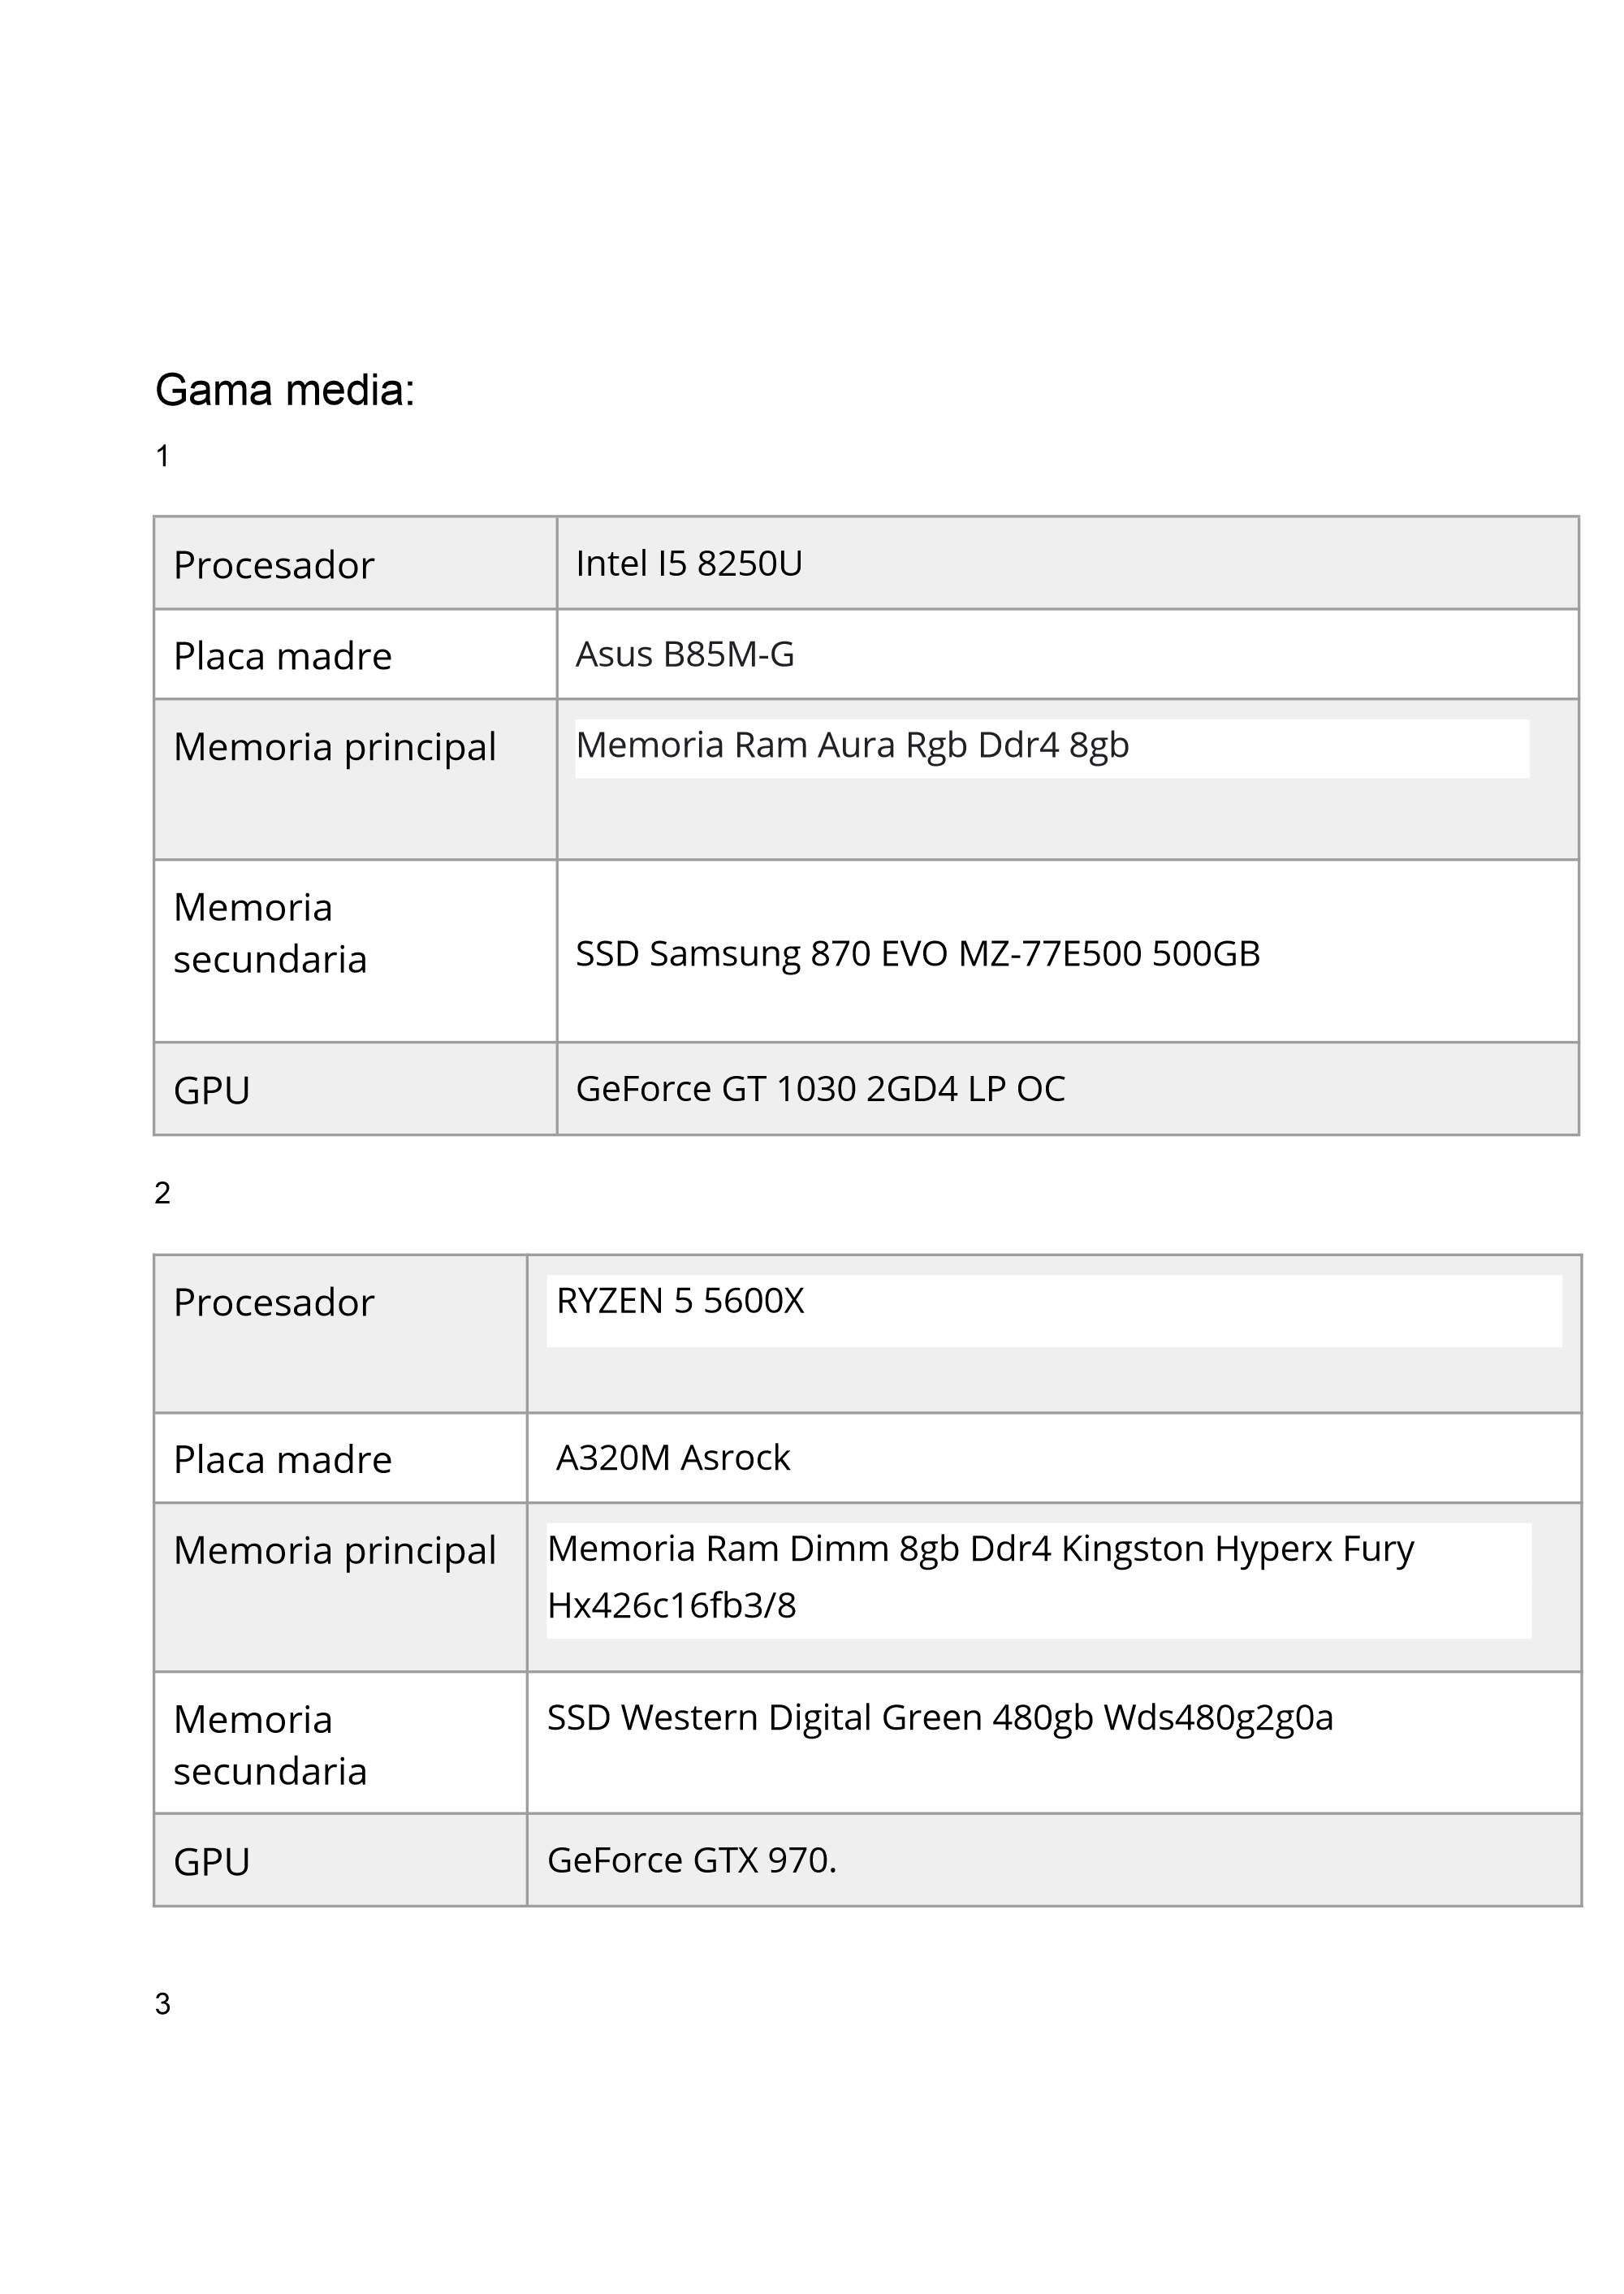 Gama media:
1
Procesador
Intel I5 8250U
Placa madre
Asus B85M-G
Memoria principal
Memoria Ram Aura Rgb Ddr4 8gb
Memoria
secundaria
SSD Samsung 870 EVO MZ-77E500 500GB
GPU
GeForce GT 1030 2GD4 LP OC
2
Procesador
RYZEN 5 5600X
Placa madre
A320M Asrock
Memoria principal
Memoria Ram Dimm 8gb Ddr4 Kingston Hyperx Fury
Hx426c16fb3/8
Memoria
secundaria
SSD Western Digital Green 480gb Wds480g2g0a
GPU
GeForce GTX 970.
3